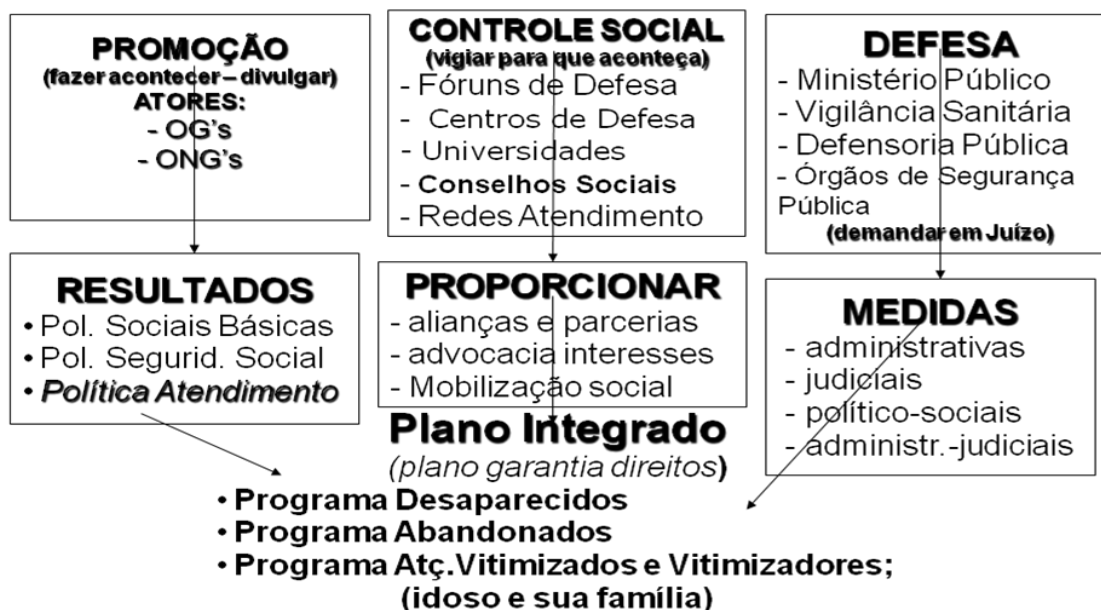 PROMOÇÃO
(fazer acontecer – divulgar)
ATORES:
- OG's
- ONG's
CONTROLE SOCIAL
(vigiar para que aconteça)
- Fóruns de Defesa
- Centros de Defesa
- Universidades
- Conselhos Sociais
- Redes Atendimento
DEFESA
- Ministério Público
- Vigilância Sanitária
- Defensoria Pública
- Órgãos de Segurança
Pública
(demandar em Juízo)
RESULTADOS
• Pol. Sociais Básicas
• Pol. Segurid. Social
• Política Atendimento
PROPORCIONAR
- alianças e parcerias
- advocacia interesses
- Mobilização social
MEDIDAS
- administrativas
- judiciais
- político-sociais
- administr.-judiciais
Plano Integrado
(plano garantia direitos)
• Programa Desaparecidos
• Programa Abandonados
• Programa Atç.Vitimizados e Vitimizadores;
(idoso e sua família)